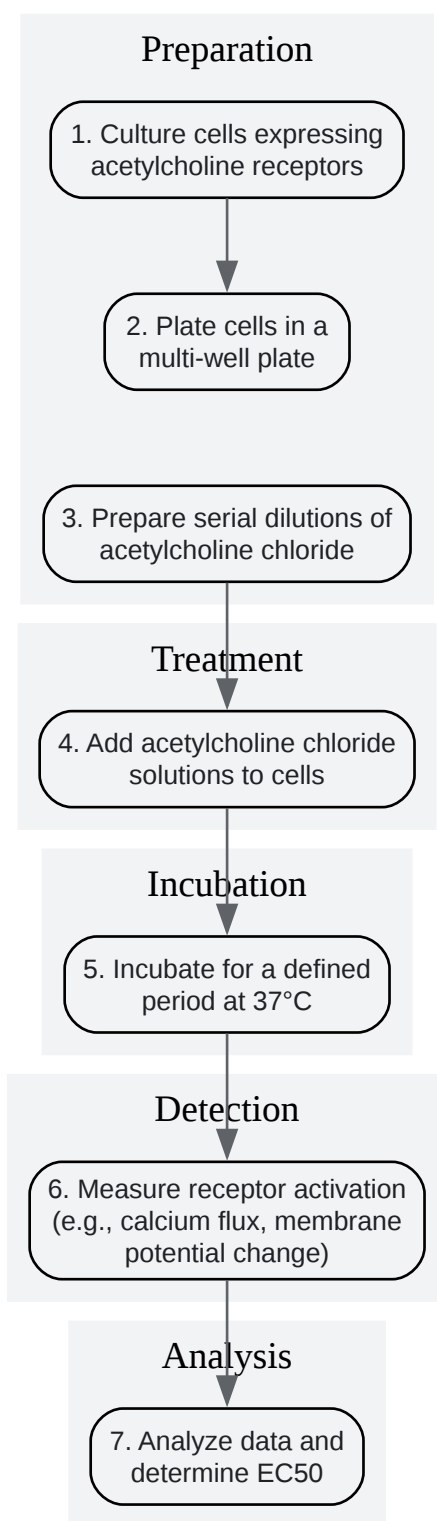 Preparation
1. Culture cells expressing
acetylcholine receptors
2. Plate cells in a
multi-well plate
3. Prepare serial dilutions of
acetylcholine chloride
Treatment
4. Add acetylcholine chloride
solutions to cells
Incubation
5. Incubate for a defined
period at 37°C
Detection
6. Measure receptor activation
(e.g., calcium flux, membrane
potential change)
Analysis
7. Analyze data and
determine EC50